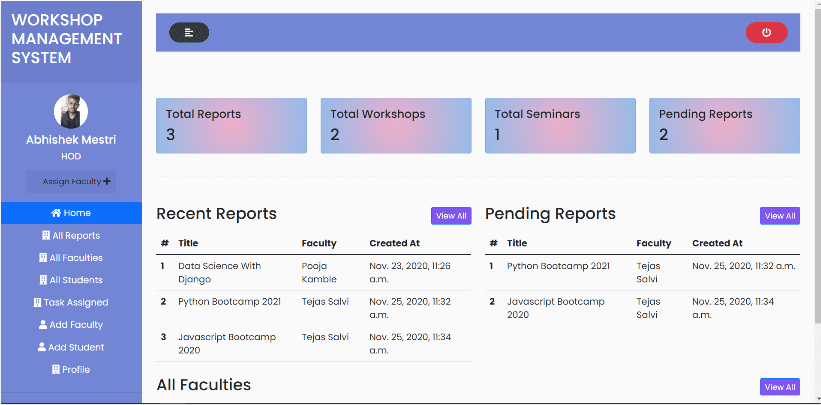 WORKSHOP
MANAGEMENT
SYSTEM
Abhishek Mestri
HOD
Assign Faculty
Home
All Reports
All Faculties
All Students
Task Assigned
Add Faculty
Add Student
Profile
Total Reports
3
Total Workshops
2
Total Seminars
1
Pending Reports
2
Recent Reports View All
# Title Faculty Created At
1 Data Science With Pooja Nov. 23, 2020, 11:26
Django Kamble a.m.
2 Python Bootcamp 2021 Tejas Salvi Nov. 25, 2020, 11:32
a.m.
3 Javascript Bootcamp Tejas Salvi Nov. 25, 2020, 11:34
2020 a.m.
Pending Reports View All
# Title Faculty Created At
1 Python Bootcamp 2021 Tejas Nov. 25, 2020, 11:32 a.m.
Salvi
2 Javascript Bootcamp Tejas Nov. 25, 2020, 11:34
2020 Salvi a.m.
All Faculties View All